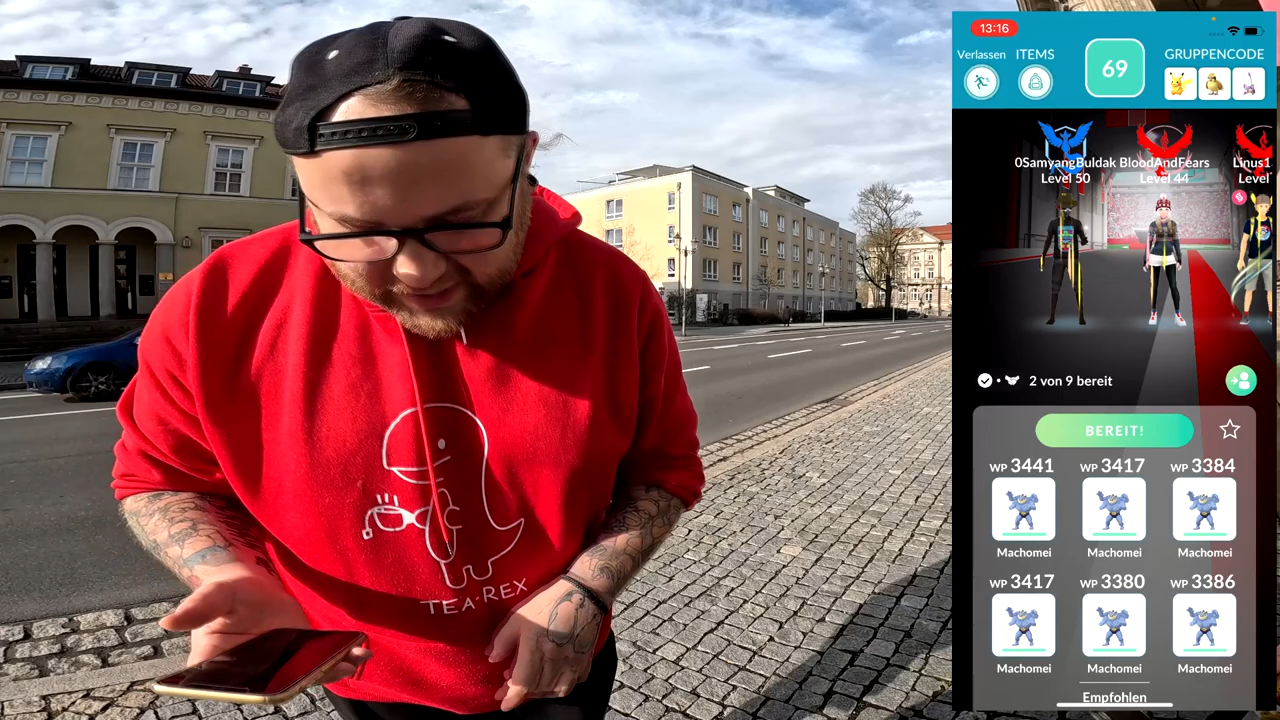 TEA-REX
13:16
Verlassen
ITEMS
69
GRUPPENCODE
0SamyangBuldak
Level 50
BloodAndFears
Level 44
Linus1
Level
2 von 9 bereit
BEREIT!
WP 3441
WP 3417
WP 3384
Machomei
Machomei
Machomei
WP 3417
WP 3380
WP 3386
Machomei
Machomei
Machomei
Empfohlen